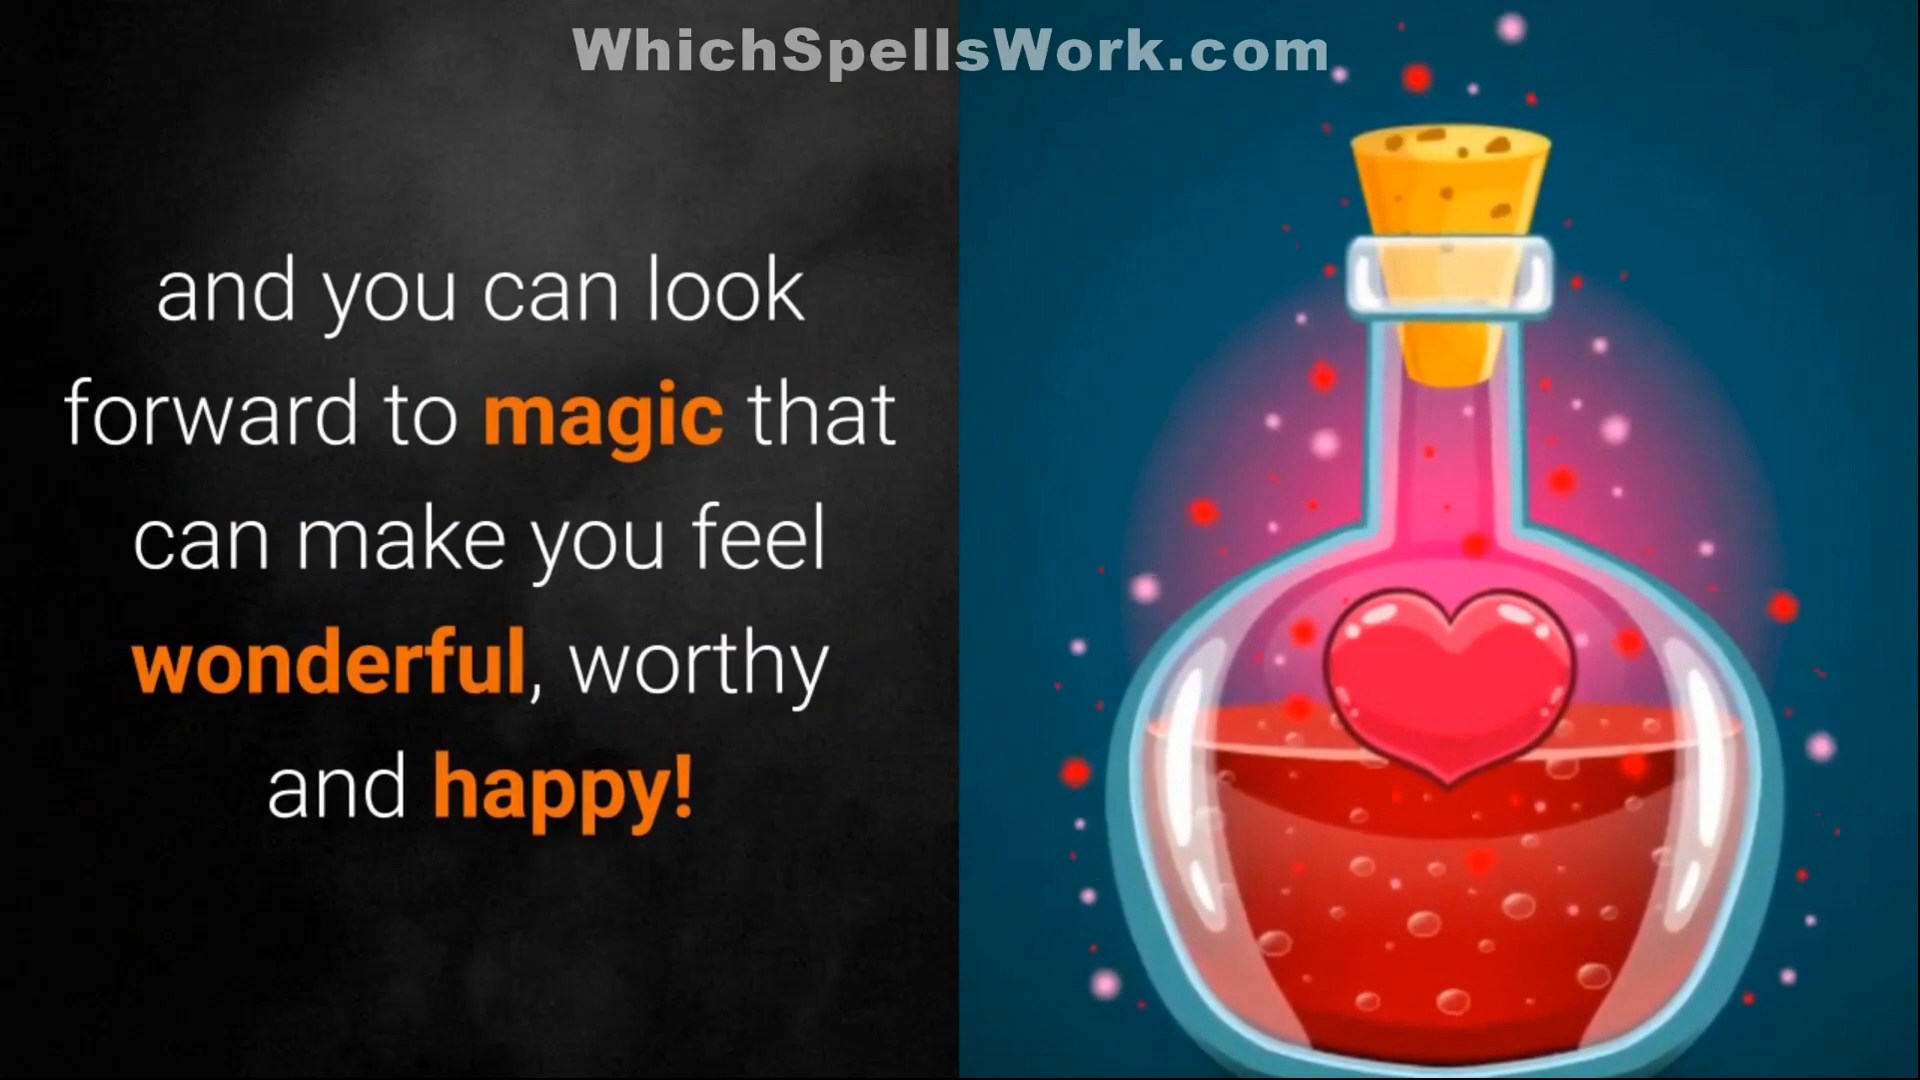 WhichSpellsWork.com
and you can look
forward to magic that
can make you feel
wonderful, worthy
and happy!